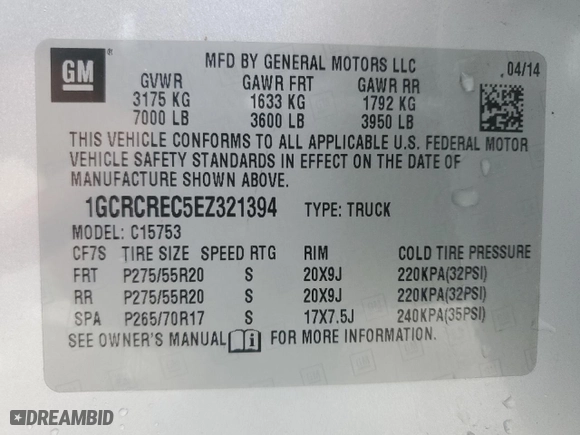 GM
®
MFD BY GENERAL MOTORS LLC
04/14
GVWR GAWR FRT GAWR RR
3175 KG 1633 KG 1792 KG
7000 LB 3600 LB 3950 LB
THIS VEHICLE CONFORMS TO ALL APPLICABLE U.S. FEDERAL MOTOR
VEHICLE SAFETY STANDARDS IN EFFECT ON THE DATE OF
MANUFACTURE SHOWN ABOVE.
1GCRCREC5EZ321394 TYPE: TRUCK
MODEL: C15753
CF7S TIRE SIZE SPEED RTG RIM COLD TIRE PRESSURE
FRT P275/55R20 S 20X9J 220KPA(32PSI)
RR P275/55R20 S 20X9J 220KPA(32PSI)
SPA P265/70R17 S 17X7.5J 240KPA(35PSI)
SEE OWNER'S MANUAL FOR MORE INFORMATION.
DREAMBID